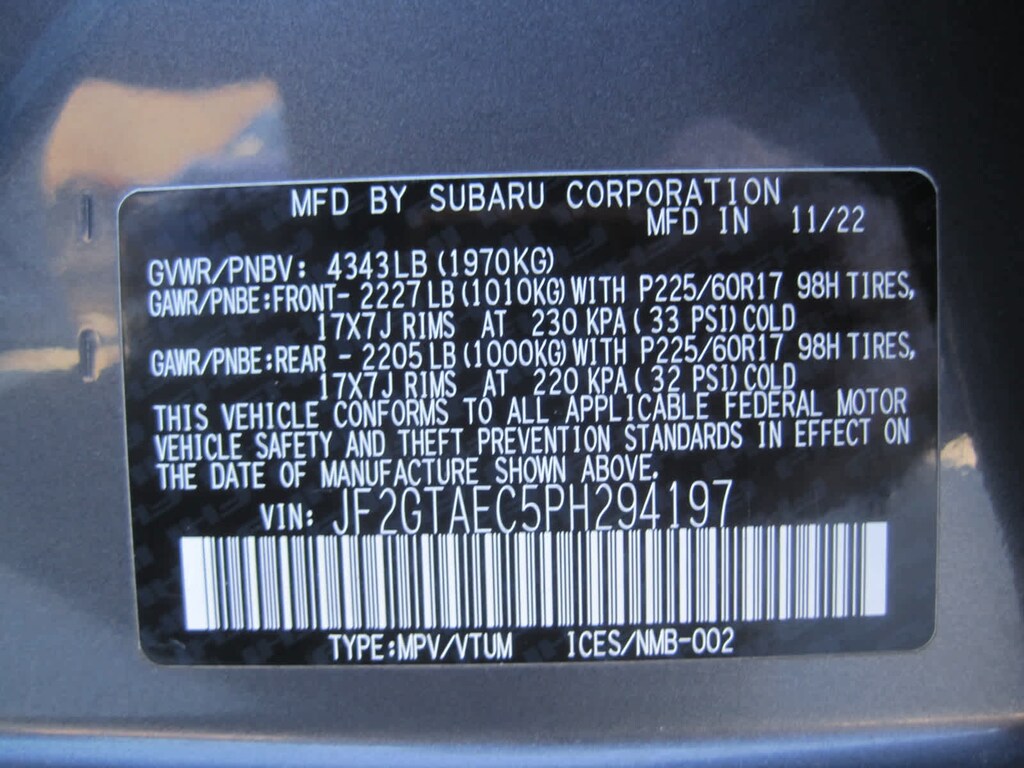 MFD BY SUBARU CORPORATION
MFD IN 11/22
GVWR/PNBV: 4343LB (1970KG)
GAWR/PNBE:FRONT- 2227 LB (1010KG) WITH P225/60R17 98H TIRES,
17X7J RIMS AT 230 KPA ( 33 PSI) COLD
GAWR/PNBE:REAR - 2205 LB (1000KG) WITH P225/60R17 98H TIRES,
17X7J RIMS AT 220 KPA ( 32 PSI) COLD
THIS VEHICLE CONFORMS TO ALL APPLICABLE FEDERAL MOTOR
VEHICLE SAFETY AND THEFT PREVENTION STANDARDS IN EFFECT ON
THE DATE OF MANUFACTURE SHOWN ABOVE.
VIN: JF2GTAEC5PH294197
TYPE:MPV/VTUM ICES/NMB-002